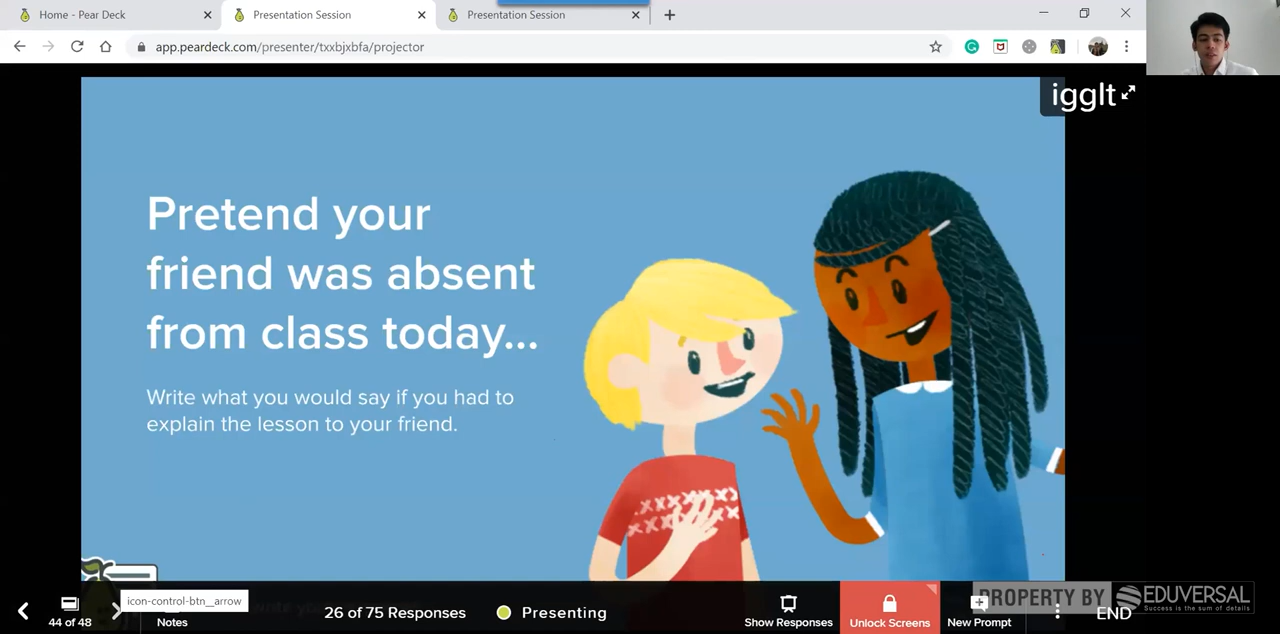 Home - Pear Deck
Presentation Session
Presentation Session
app.peardeck.com/presenter/txxbjxbfa/projector
igglt
Pretend your
friend was absent
from class today...
Write what you would say if you had to
explain the lesson to your friend.
icon-control-btn__arrow
44 of 48
Notes
26 of 75 Responses
Presenting
Show Responses
Unlock Screens
New Prompt
END
PROPERTY BY
EDUVERSAL
Success is the sum of details